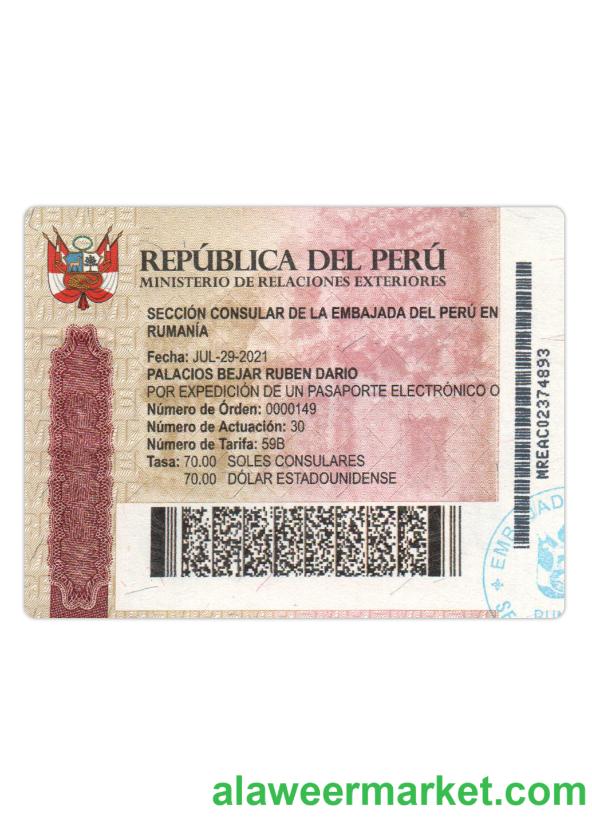 REPÚBLICA DEL PERÚ
MINISTERIO DE RELACIONES EXTERIORES
SECCIÓN CONSULAR DE LA EMBAJADA DEL PERÚ EN
RUMANÍA
Fecha: JUL-29-2021
PALACIOS BEJAR RUBEN DARIO
POR EXPEDICIÓN DE UN PASAPORTE ELECTRÓNICO O
Número de Órden: 0000149
Número de Actuación: 30
Número de Tarifa: 59B
Tasa: 70.00 SOLES CONSULARES
70.00 DÓLAR ESTADOUNIDENSE
MREAC02374893
alaweermarket.com